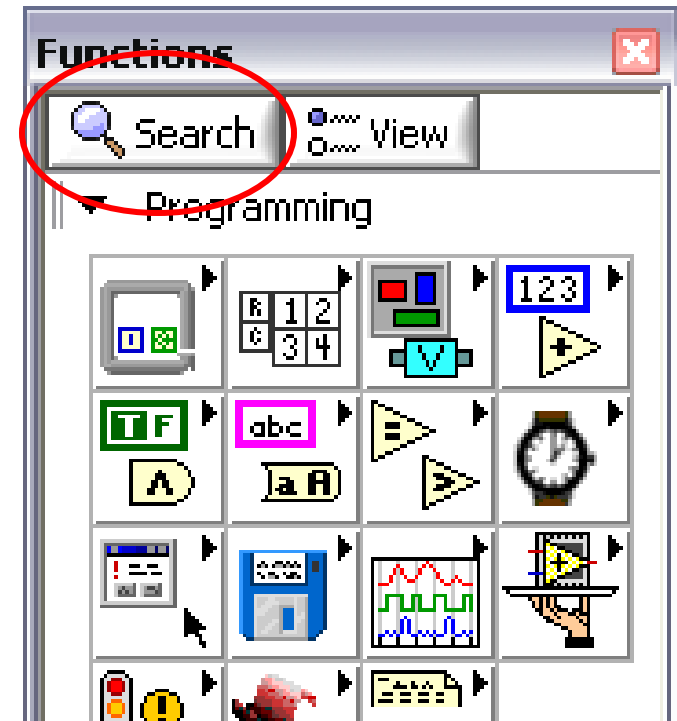 Functions
Search View
Programming
R 1 2 123
C 3 4 V +
T F abc =
Λ a A >
!
+
!